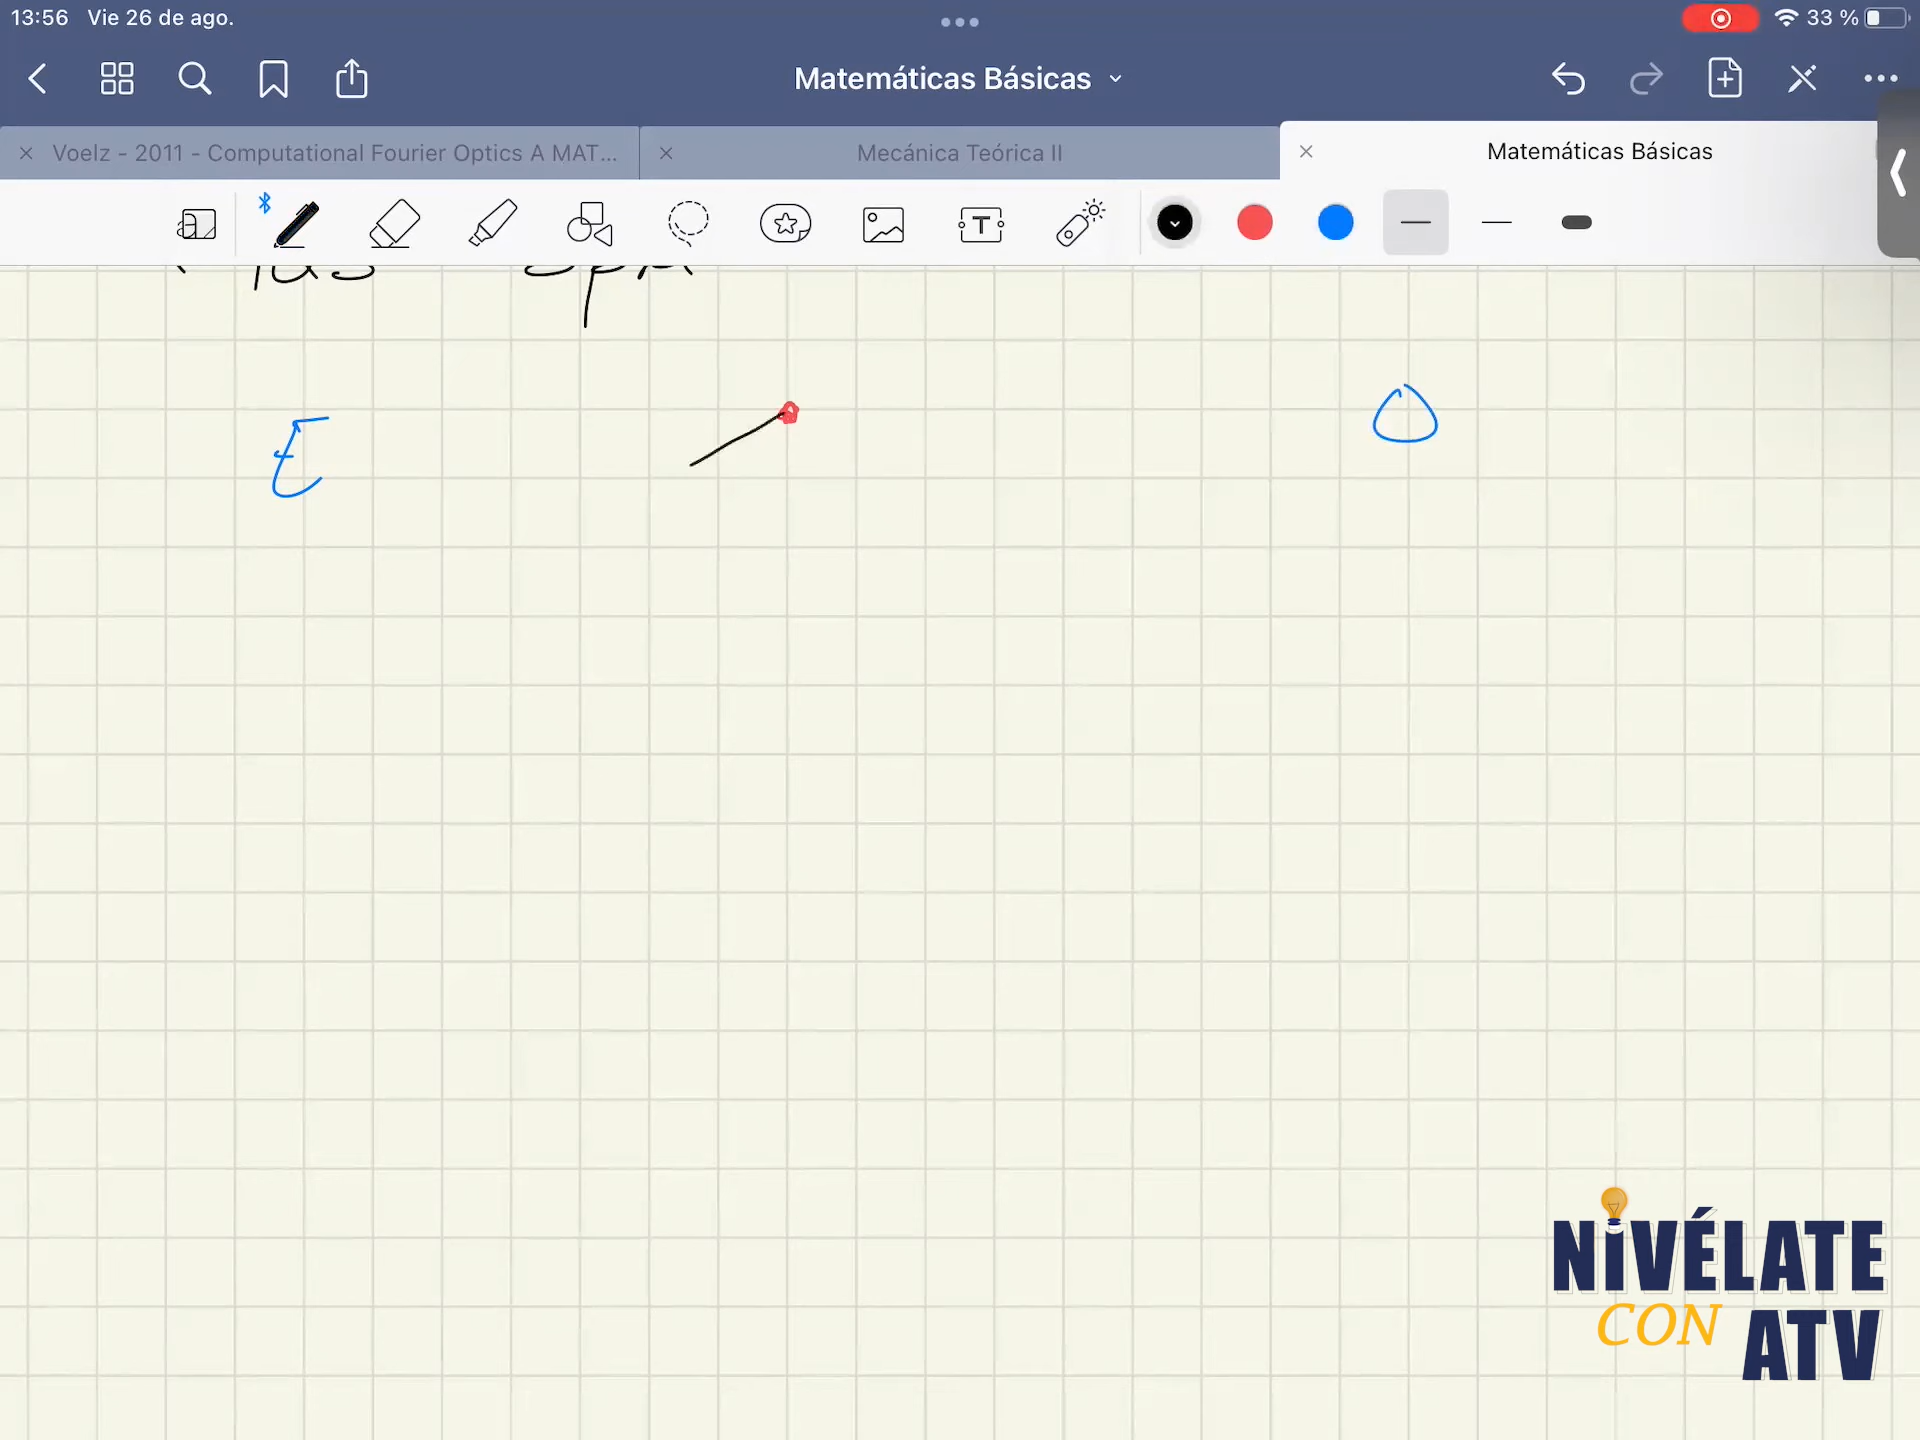 13:56 Vie 26 de ago. 33 %
Matemáticas Básicas
Voelz - 2011 - Computational Fourier Optics A MAT... Mecánica Teórica II Matemáticas Básicas
E O
NIVÉLATE
CON
ATV